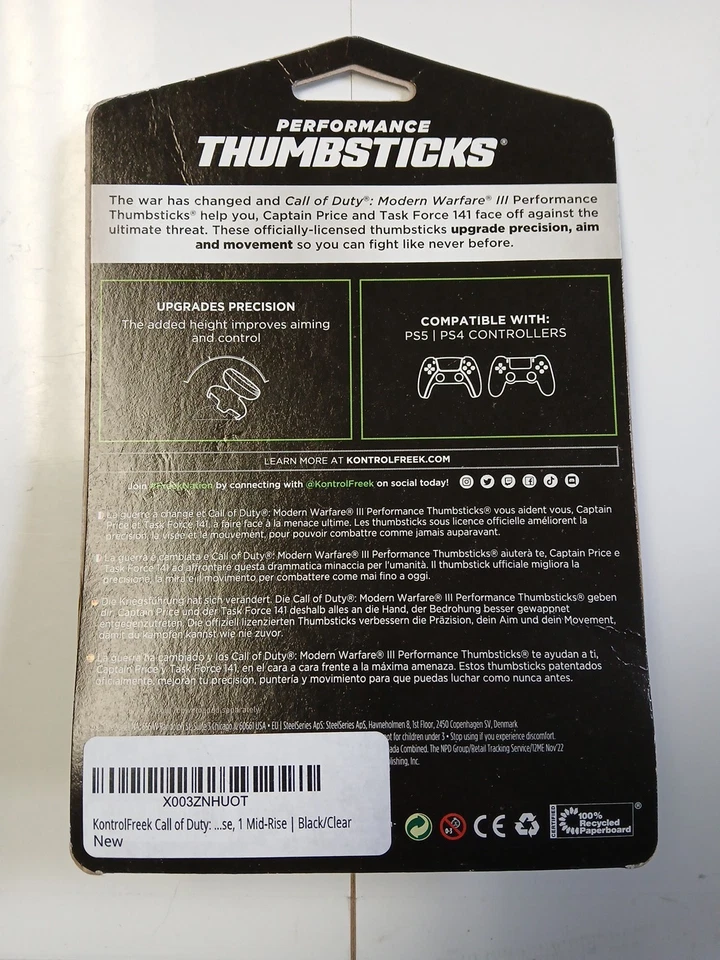 PERFORMANCE
THUMBSTICKS®
The war has changed and Call of Duty®: Modern Warfare® III Performance
Thumbsticks® help you, Captain Price and Task Force 141 face off against the
ultimate threat. These officially-licensed thumbsticks upgrade precision, aim
and movement so you can fight like never before.
UPGRADES PRECISION
The added height improves aiming
and control
COMPATIBLE WITH:
PS5 | PS4 CONTROLLERS
LEARN MORE AT KONTROLFREEK.COM
Join #FreekNation by connecting with @KontrolFreek on social today!
La guerre a changé et Call of Duty®: Modern Warfare® III Performance Thumbsticks® vous aident vous, Captain
Price et Task Force 141, à faire face à la menace ultime. Les thumbsticks sous licence officielle améliorent la
précision, la visée et le mouvement, pour pouvoir combattre comme jamais auparavant.
La guerra è cambiata e Call of Duty®: Modern Warfare® III Performance Thumbsticks® aiuterà te, Captain Price e
Task Force 141 ad affrontare questa drammatica minaccia per l'umanità. Il thumbstick ufficiale migliora la
precisione, la mira e il movimento per combattere come mai fino a oggi.
Die Kriegsführung hat sich verändert. Die Call of Duty®: Modern Warfare® III Performance Thumbsticks® geben
dir, Captain Price und der Task Force 141 deshalb alles an die Hand, der Bedrohung besser gewappnet
entgegenzutreten. Die offiziell lizenzierten Thumbsticks verbessern die Präzision, dein Aim und dein Movement,
damit du kämpfen kannst wie nie zuvor.
La guerra ha cambiado y los Call of Duty®: Modern Warfare® III Performance Thumbsticks® te ayudan a ti,
Captain Price y Task Force 141, en el cara a cara frente a la máxima amenaza. Estos thumbsticks patentados
oficialmente, mejoran tu precisión, puntería y movimiento para que puedas luchar como nunca antes.
separately
St, Suite 3 Chicago IL 60661 USA • EU | SteelSeries ApS: SteelSeries ApS, Havneholmen 8, 1st Floor, 2450 Copenhagen SV, Denmark
not for children under 3 • Stop using if you experience discomfort.
Combined. The NPD Group/Retail Tracking Service/12ME Nov'22
X003ZNHUOT
KontrolFreek Call of Duty: ...se, 1 Mid-Rise | Black/Clear
New
0-3
CE
CERTIFIED
100%
Recycled
Paperboard®